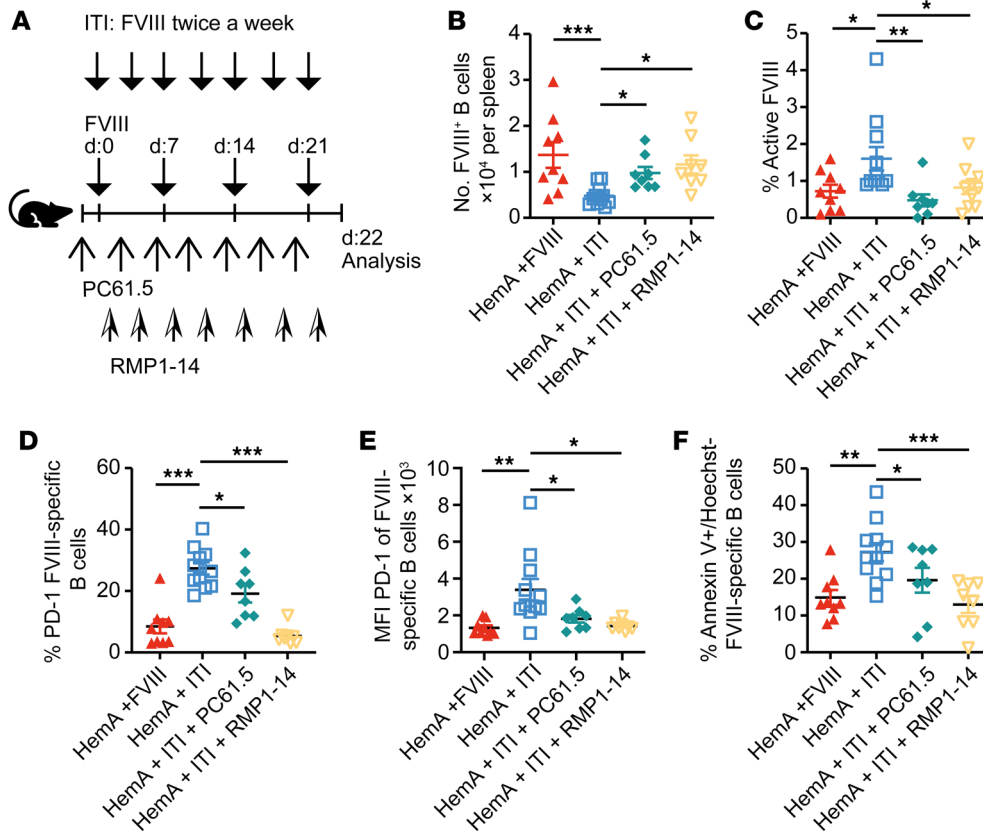 A
ITI: FVIII twice a week
FVIII
d:0
d:7
d:14
d:21
d:22
Analysis
PC61.5
RMP1-14
B
No. FVIII⁺ B cells
×10⁴ per spleen
4
3
2
1
0
***
*
*
HemA +FVIII
HemA + ITI
HemA + ITI + PC61.5
HemA + ITI + RMP1-14
C
% Active FVIII
5
4
3
2
1
0
*
*
**
HemA +FVIII
HemA + ITI
HemA + ITI + PC61.5
HemA + ITI + RMP1-14
D
% PD-1 FVIII-specific
B cells
60
40
20
0
***
***
*
HemA +FVIII
HemA + ITI
HemA + ITI + PC61.5
HemA + ITI + RMP1-14
E
MFI PD-1 of FVIII-
specific B cells ×10³
10
8
6
4
2
0
*
**
*
HemA +FVIII
HemA + ITI
HemA + ITI + PC61.5
HemA + ITI + RMP1-14
F
% Annexin V+/Hoechst-
FVIII-specific B cells
50
40
30
20
10
0
***
**
*
HemA +FVIII
HemA + ITI
HemA + ITI + PC61.5
HemA + ITI + RMP1-14